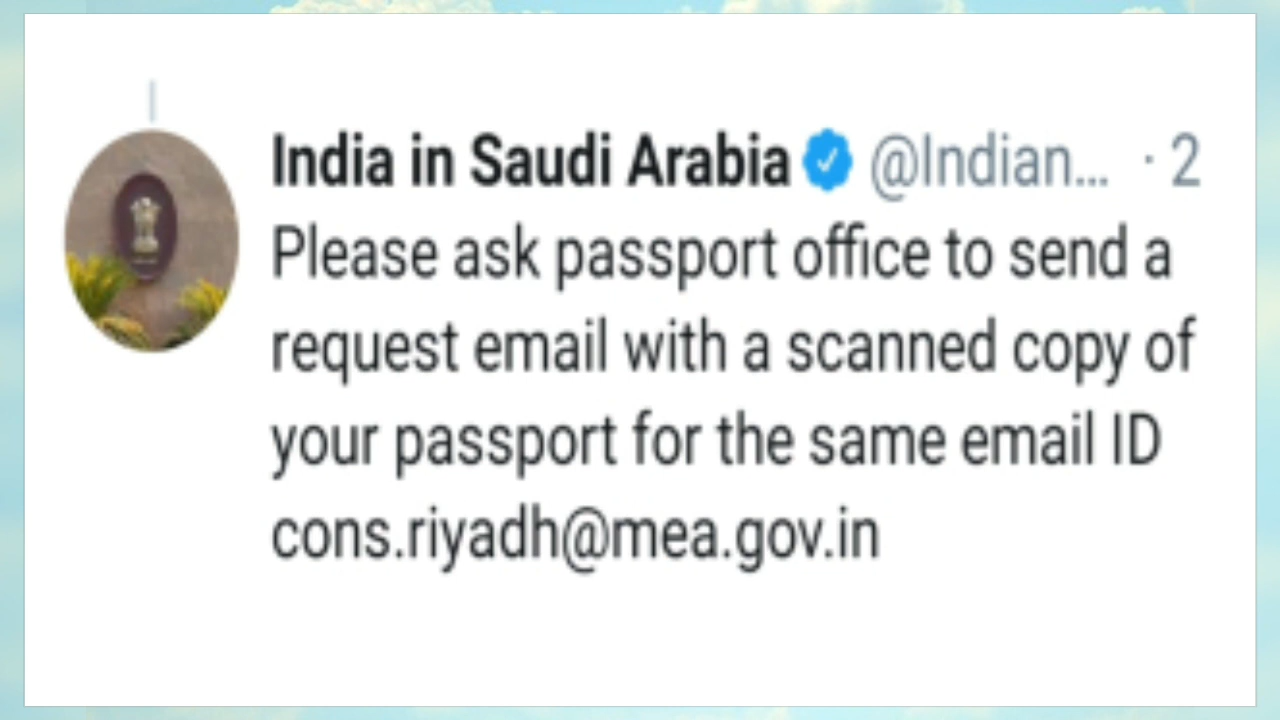 India in Saudi Arabia @Indian... · 2
Please ask passport office to send a
request email with a scanned copy of
your passport for the same email ID
cons.riyadh@mea.gov.in